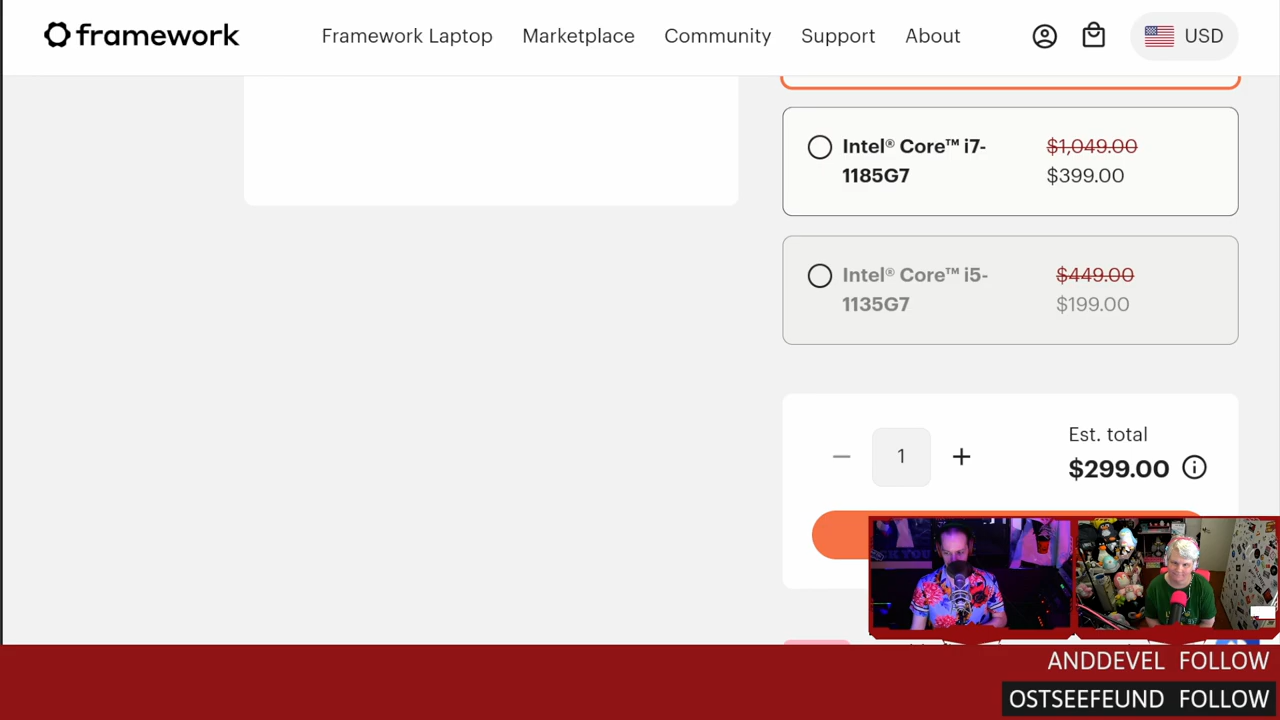 framework
Framework Laptop
Marketplace
Community
Support
About
USD
Intel® Core™ i7-
1185G7
$1,049.00
$399.00
Intel® Core™ i5-
1135G7
$449.00
$199.00
1
Est. total
$299.00
ANDDEVEL FOLLOW
OSTSEEFEUND FOLLOW